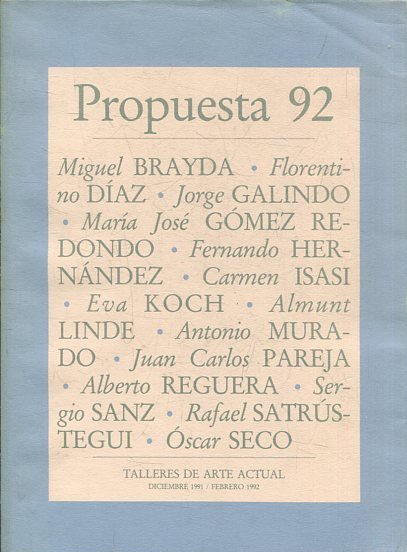 Propuesta 92
Miguel BRAYDA • Florenti-
no DÍAZ • Jorge GALINDO
• María José GÓMEZ RE-
DONDO • Fernando HER-
NÁNDEZ • Carmen ISASI
• Eva KOCH • Almunt
LINDE • Antonio MURA-
DO • Juan Carlos PAREJA
• Alberto REGUERA • Ser-
gio SANZ • Rafael SATRÚS-
TEGUI • Óscar SECO
TALLERES DE ARTE ACTUAL
DICIEMBRE 1991 / FEBRERO 1992